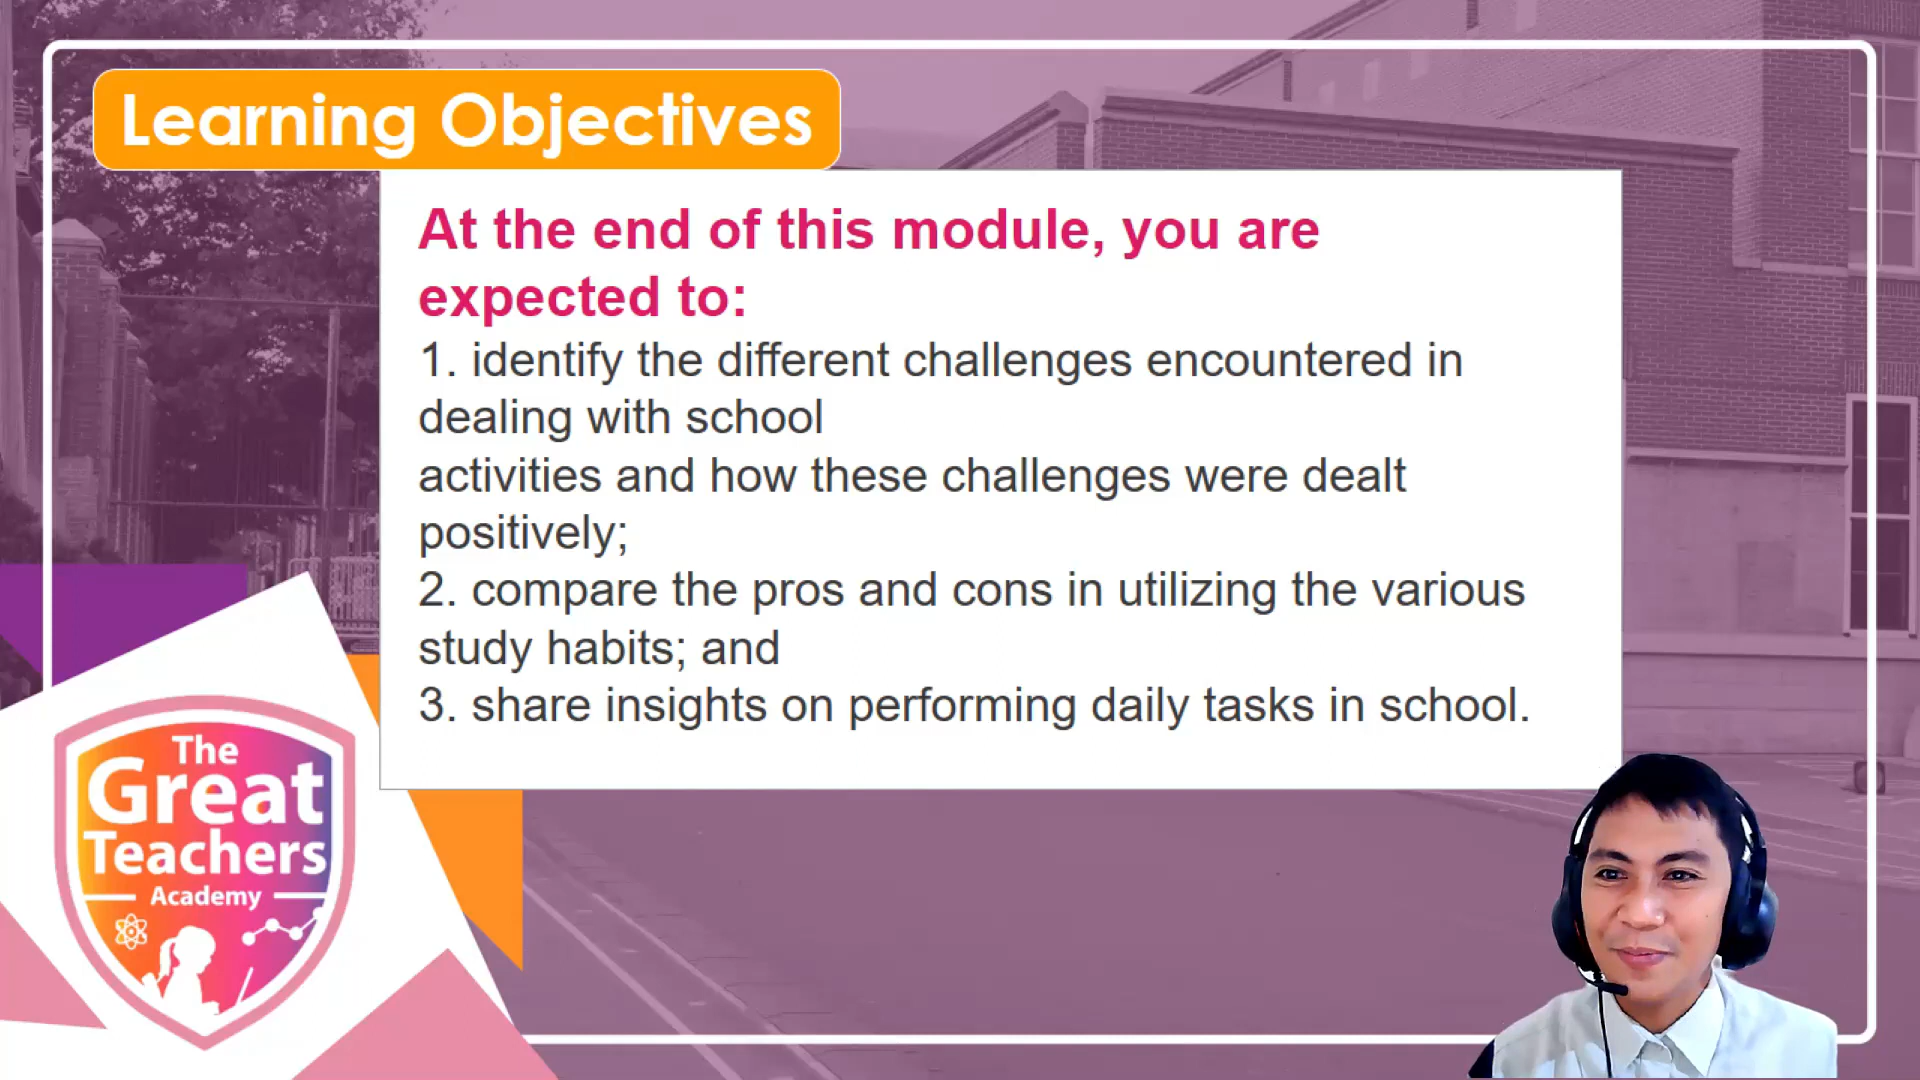 Learning Objectives
At the end of this module, you are
expected to:
1. identify the different challenges encountered in
dealing with school
activities and how these challenges were dealt
positively;
2. compare the pros and cons in utilizing the various
study habits; and
3. share insights on performing daily tasks in school.
The
Great
Teachers
Academy